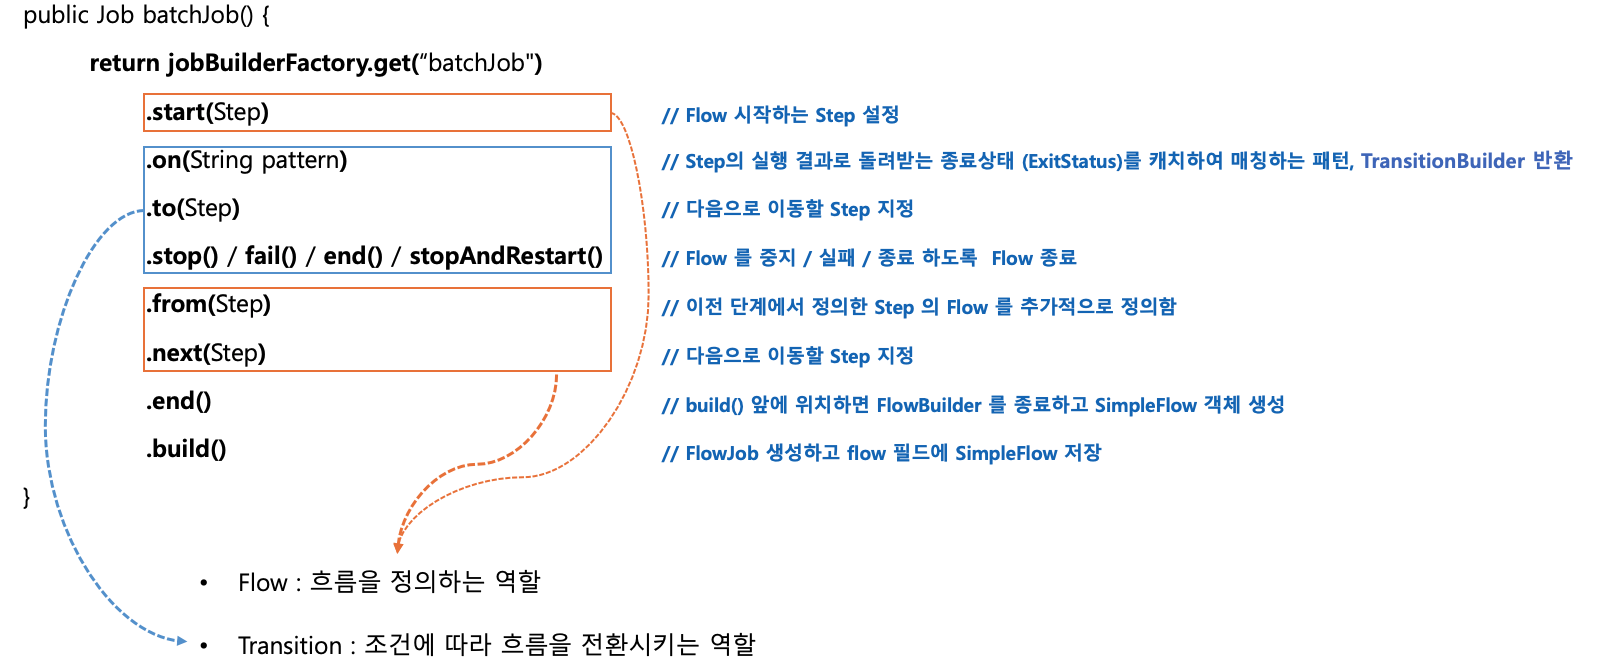 public Job batchJob() {
return jobBuilderFactory.get(“batchJob")
.start(Step) // Flow 시작하는 Step 설정
.on(String pattern) // Step의 실행 결과로 돌려받는 종료상태 (ExitStatus)를 캐치하여 매칭하는 패턴, TransitionBuilder 반환
.to(Step) // 다음으로 이동할 Step 지정
.stop() / fail() / end() / stopAndRestart() // Flow 를 중지 / 실패 / 종료 하도록 Flow 종료
.from(Step) // 이전 단계에서 정의한 Step 의 Flow 를 추가적으로 정의함
.next(Step) // 다음으로 이동할 Step 지정
.end() // build() 앞에 위치하면 FlowBuilder 를 종료하고 SimpleFlow 객체 생성
.build() // FlowJob 생성하고 flow 필드에 SimpleFlow 저장
}
• Flow : 흐름을 정의하는 역할
• Transition : 조건에 따라 흐름을 전환시키는 역할